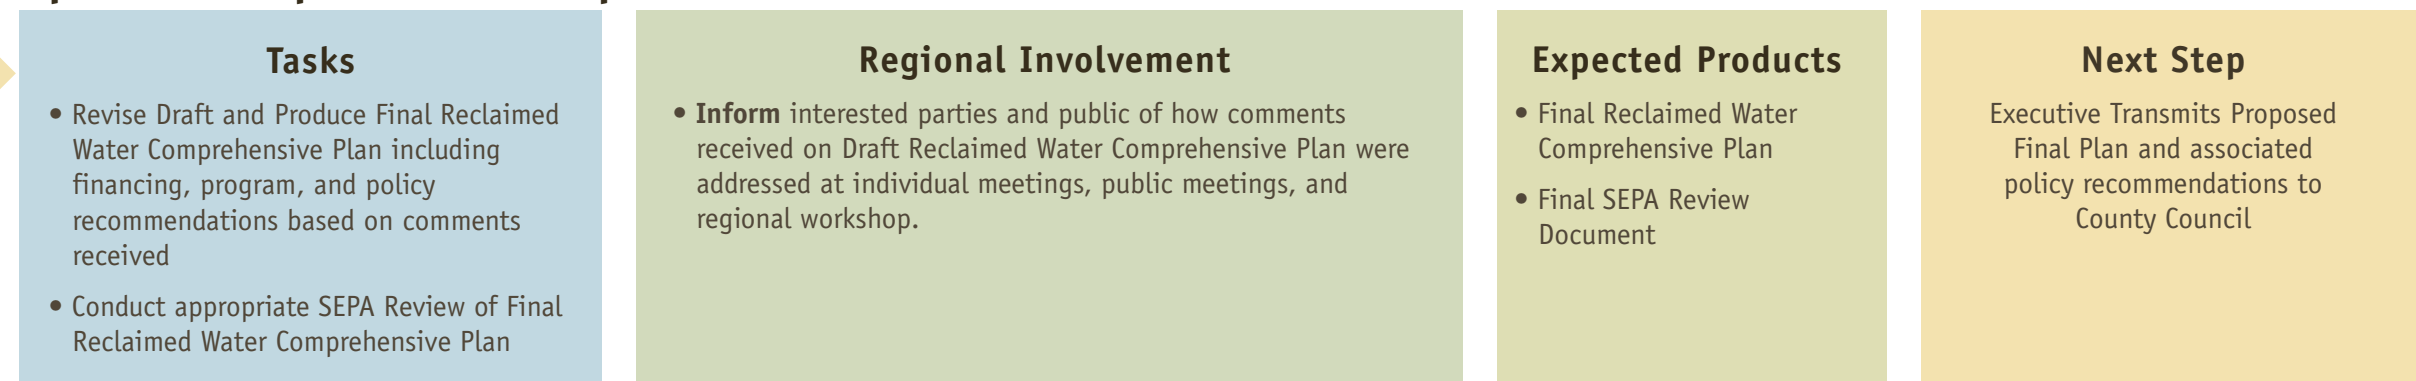 Tasks
• Revise Draft and Produce Final Reclaimed
Water Comprehensive Plan including
financing, program, and policy
recommendations based on comments
received
• Conduct appropriate SEPA Review of Final
Reclaimed Water Comprehensive Plan
Regional Involvement
• Inform interested parties and public of how comments
received on Draft Reclaimed Water Comprehensive Plan were
addressed at individual meetings, public meetings, and
regional workshop.
Expected Products
• Final Reclaimed Water
Comprehensive Plan
• Final SEPA Review
Document
Next Step
Executive Transmits Proposed
Final Plan and associated
policy recommendations to
County Council